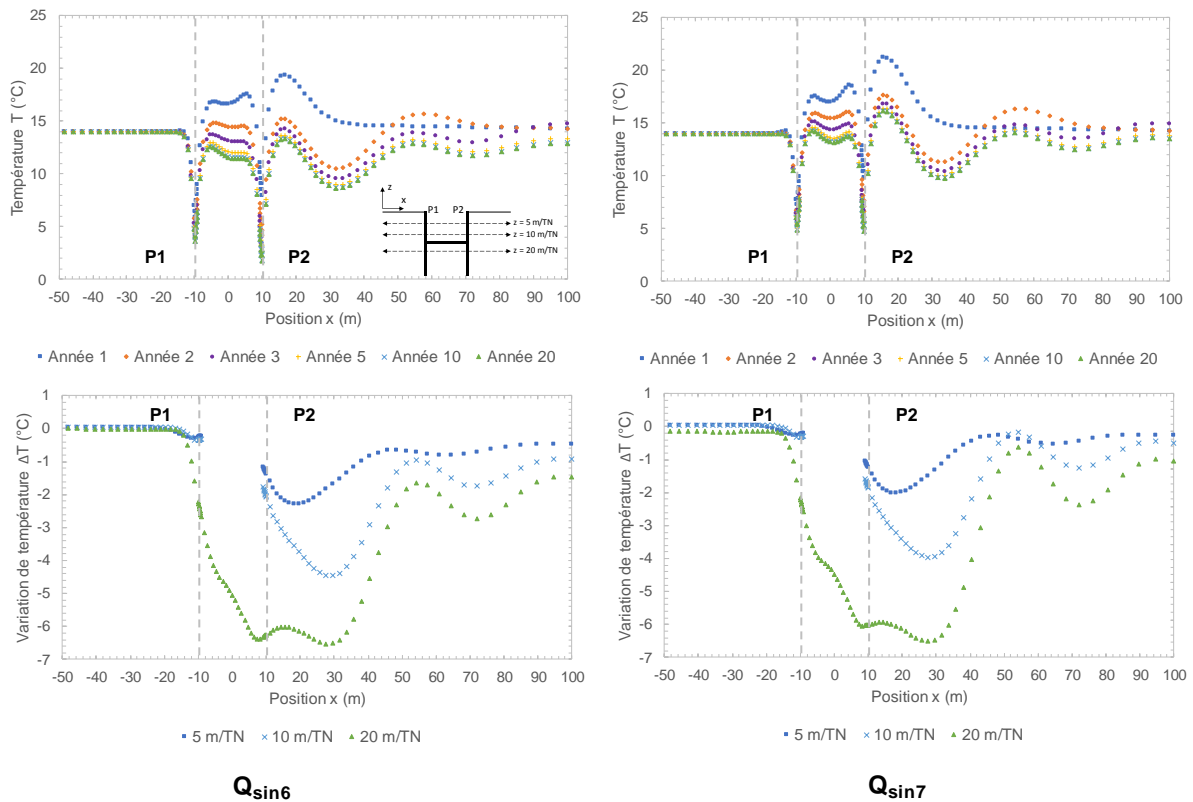 25
20
15
10
5
0
Température T (°C)
z
x
P1
P2
z = 5 m/TN
z = 10 m/TN
z = 20 m/TN
P1
P2
-50 -40 -30 -20 -10 0 10 20 30 40 50 60 70 80 90 100
Position x (m)
Année 1 Année 2 Année 3 Année 5 Année 10 Année 20
25
20
15
10
5
0
Température T (°C)
P1
P2
-50 -40 -30 -20 -10 0 10 20 30 40 50 60 70 80 90 100
Position x (m)
Année 1 Année 2 Année 3 Année 5 Année 10 Année 20
1
0
-1
-2
-3
-4
-5
-6
-7
Variation de température ΔT (°C)
P1
P2
-50 -40 -30 -20 -10 0 10 20 30 40 50 60 70 80 90 100
Position x (m)
5 m/TN 10 m/TN 20 m/TN
1
0
-1
-2
-3
-4
-5
-6
-7
Variation de température ΔT (°C)
P1
P2
-50 -40 -30 -20 -10 0 10 20 30 40 50 60 70 80 90 100
Position x (m)
5 m/TN 10 m/TN 20 m/TN
Qsin6
Qsin7